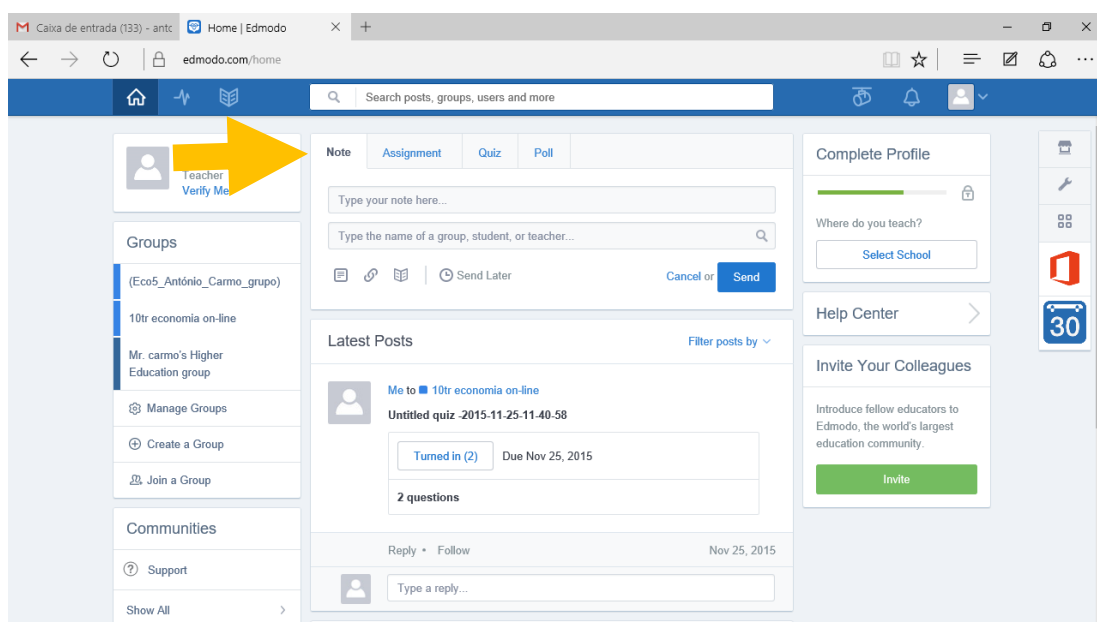 Caixa de entrada (133) - antc
Home | Edmodo
edmodo.com/home
Search posts, groups, users and more
Teacher
Verify Me
Groups
(Eco5_António_Carmo_grupo)
10tr economia on-line
Mr. carmo's Higher
Education group
Manage Groups
Create a Group
Join a Group
Communities
Support
Show All
Note
Assignment
Quiz
Poll
Type your note here...
Type the name of a group, student, or teacher...
Send Later
Cancel or
Send
Latest Posts
Filter posts by
Me to 10tr economia on-line
Untitled quiz -2015-11-25-11-40-58
Turned in (2)
Due Nov 25, 2015
2 questions
Reply • Follow
Nov 25, 2015
Type a reply...
Complete Profile
Where do you teach?
Select School
Help Center
Invite Your Colleagues
Introduce fellow educators to
Edmodo, the world's largest
education community.
Invite
30